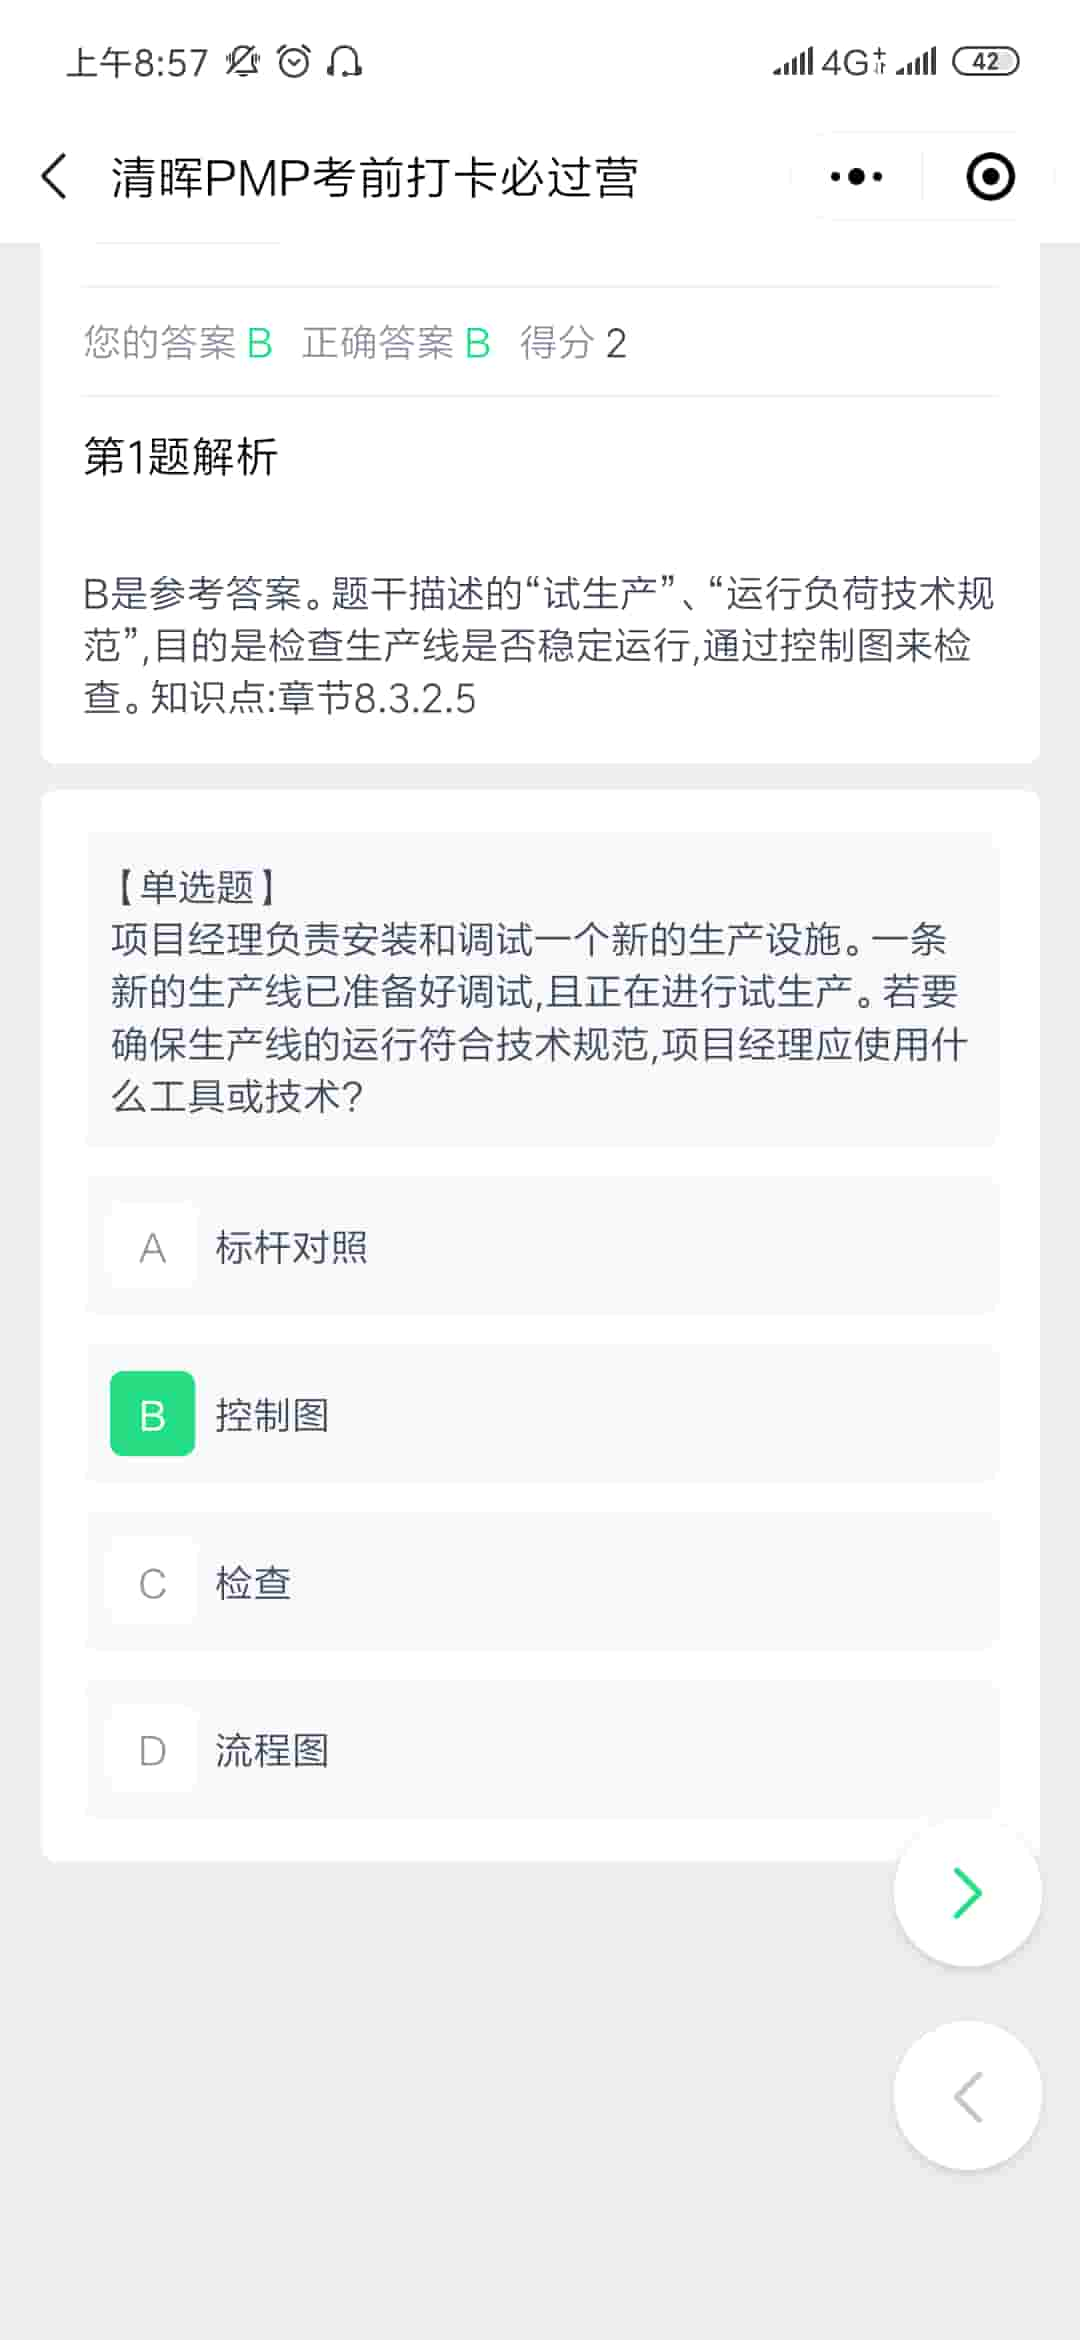 上午8:57 4G 42
清晖PMP考前打卡必过营
您的答案 B 正确答案 B 得分 2
第1题解析
B是参考答案。题干描述的“试生产”、“运行负荷技术规
范”,目的是检查生产线是否稳定运行,通过控制图来检
查。知识点:章节8.3.2.5
【单选题】
项目经理负责安装和调试一个新的生产设施。一条
新的生产线已准备好调试,且正在进行试生产。若要
确保生产线的运行符合技术规范,项目经理应使用什
么工具或技术?
A 标杆对照
B 控制图
C 检查
D 流程图